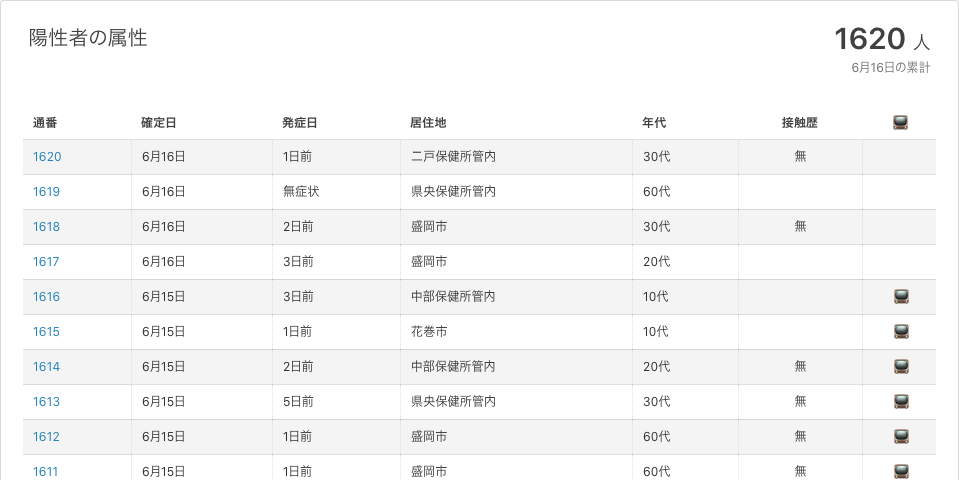 陽性者の属性
1620 人
6月16日の累計
通番 確定日 発症日 居住地 年代 接触歴
1620 6月16日 1日前 二戸保健所管内 30代 無
1619 6月16日 無症状 県央保健所管内 60代
1618 6月16日 2日前 盛岡市 30代 無
1617 6月16日 3日前 盛岡市 20代
1616 6月15日 3日前 中部保健所管内 10代
1615 6月15日 1日前 花巻市 10代
1614 6月15日 2日前 中部保健所管内 20代 無
1613 6月15日 5日前 県央保健所管内 30代 無
1612 6月15日 1日前 盛岡市 60代 無
1611 6月15日 1日前 盛岡市 60代 無